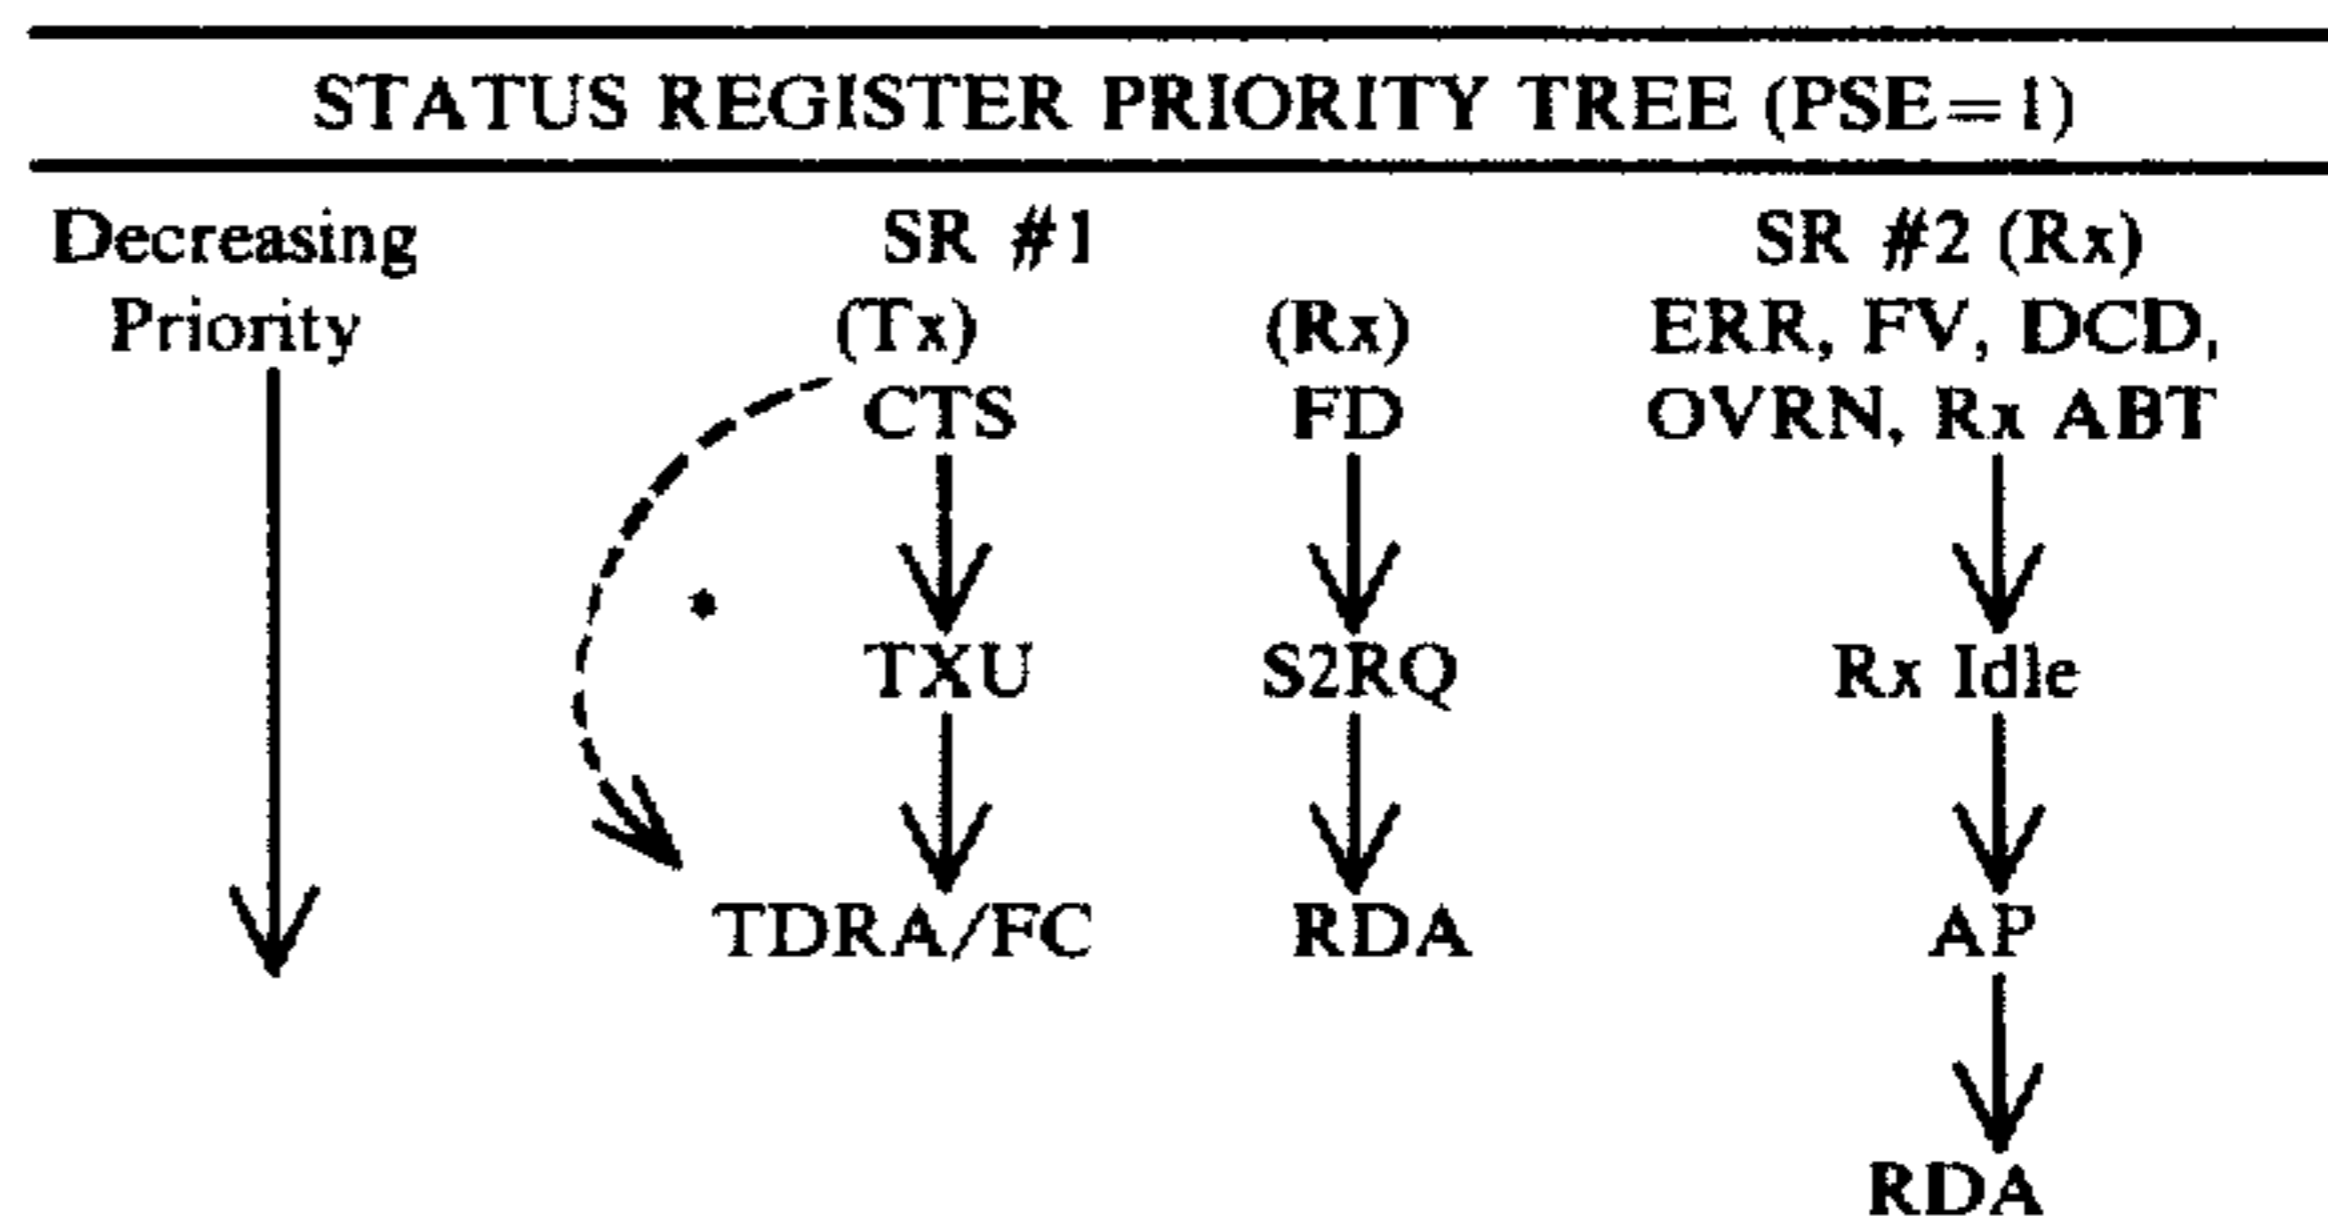 STATUS REGISTER PRIORITY TREE (PSE=1)
Decreasing SR #1 SR #2 (Rx)
Priority (Tx) (Rx) ERR, FV, DCD,
CTS FD OVRN, Rx ABT
*
TXU S2RQ Rx Idle
TDRA/FC RDA AP
RDA